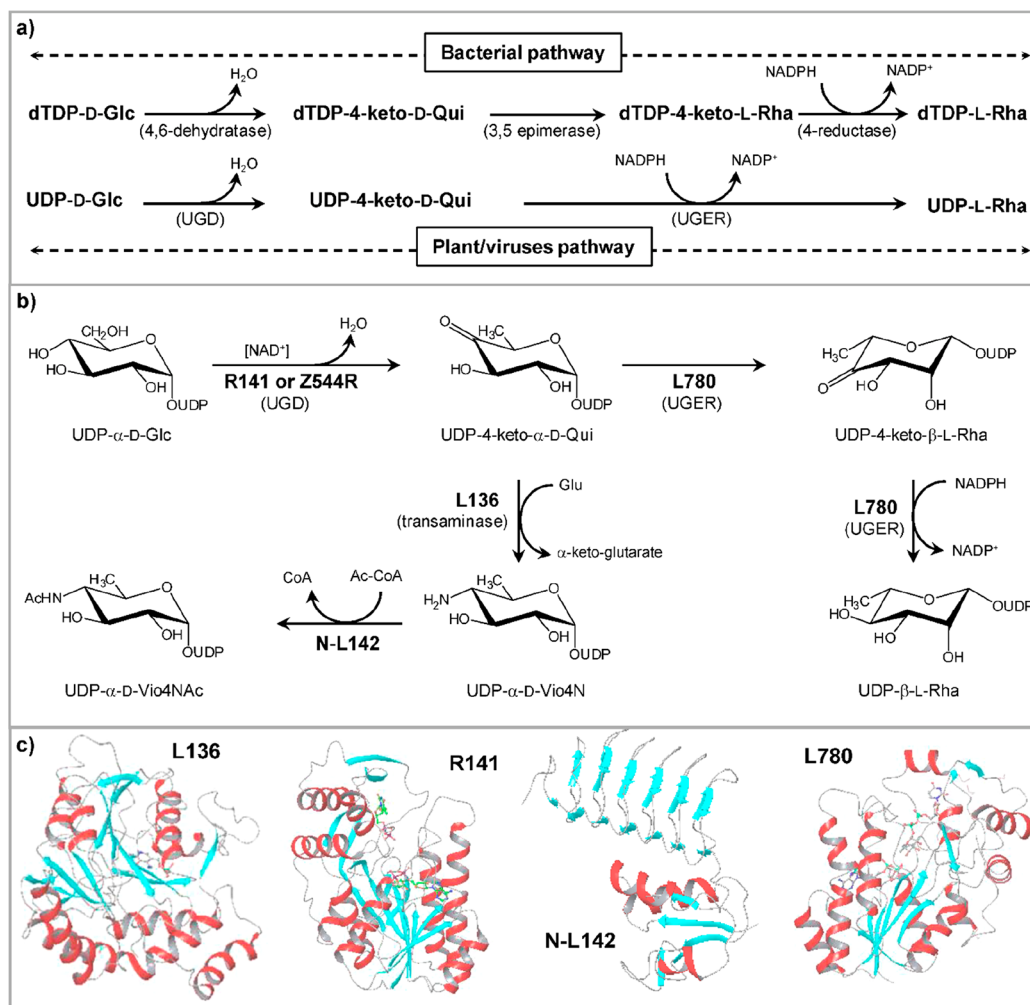 a)
Bacterial pathway
H₂O
NADPH
NADP⁺
dTDP-D-Glc
dTDP-4-keto-D-Qui
dTDP-4-keto-L-Rha
dTDP-L-Rha
(4,6-dehydratase)
(3,5 epimerase)
(4-reductase)
H₂O
NADPH
NADP⁺
UDP-D-Glc
UDP-4-keto-D-Qui
UDP-L-Rha
(UGD)
(UGER)
Plant/viruses pathway
b)
CH₂OH
O
HO
HO
OH
OUDP
UDP-α-D-Glc
[NAD⁺]
H₂O
R141 or Z544R
(UGD)
O
H₃C
O
HO
OH
OUDP
UDP-4-keto-α-D-Qui
L780
(UGER)
H₃C
O
OUDP
O
HO
OH
UDP-4-keto-β-L-Rha
L136
(transaminase)
Glu
α-keto-glutarate
L780
(UGER)
NADPH
NADP⁺
H₃C
O
AcHN
HO
OH
OUDP
UDP-α-D-Vio4NAc
CoA
Ac-CoA
N-L142
H₃C
O
H₂N
HO
OH
OUDP
UDP-α-D-Vio4N
H₃C
O
OUDP
HO
HO
OH
UDP-β-L-Rha
c)
L136
R141
N-L142
L780